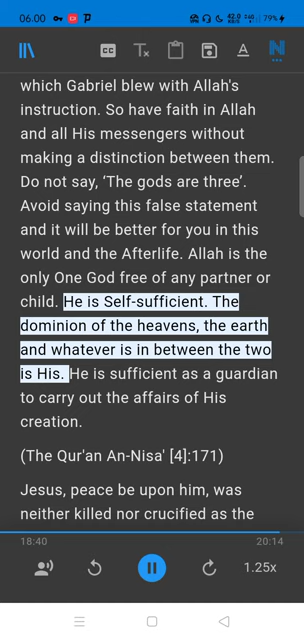 06.00
42.0
KB/s
79%
CC
A
N
which Gabriel blew with Allah's
instruction. So have faith in Allah
and all His messengers without
making a distinction between them.
Do not say, ‘The gods are three’.
Avoid saying this false statement
and it will be better for you in this
world and the Afterlife. Allah is the
only One God free of any partner or
child. He is Self-sufficient. The
dominion of the heavens, the earth
and whatever is in between the two
is His. He is sufficient as a guardian
to carry out the affairs of His
creation.
(The Qur'an An-Nisa' [4]:171)
Jesus, peace be upon him, was
neither killed nor crucified as the
18:40
20:14
1.25x